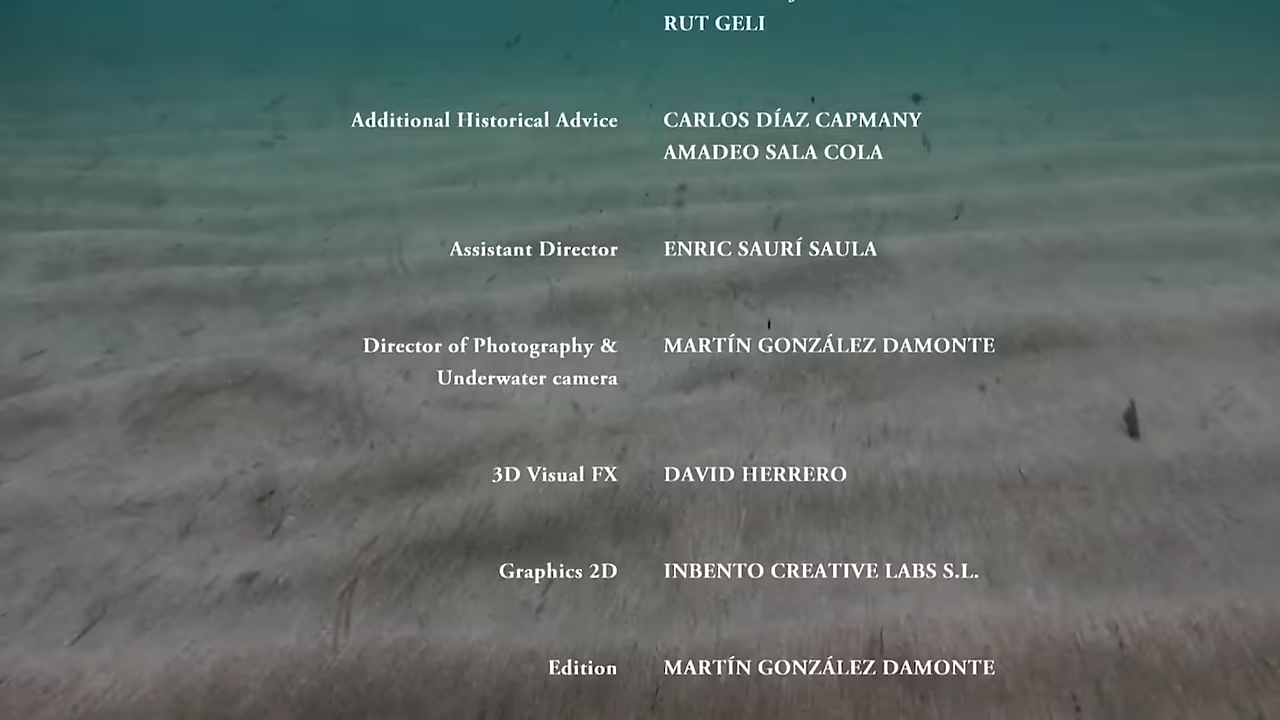 RUT GELI
Additional Historical Advice CARLOS DÍAZ CAPMANY
AMADEO SALA COLA
Assistant Director ENRIC SAURÍ SAULA
Director of Photography & MARTÍN GONZÁLEZ DAMONTE
Underwater camera
3D Visual FX DAVID HERRERO
Graphics 2D INBENTO CREATIVE LABS S.L.
Edition MARTÍN GONZÁLEZ DAMONTE